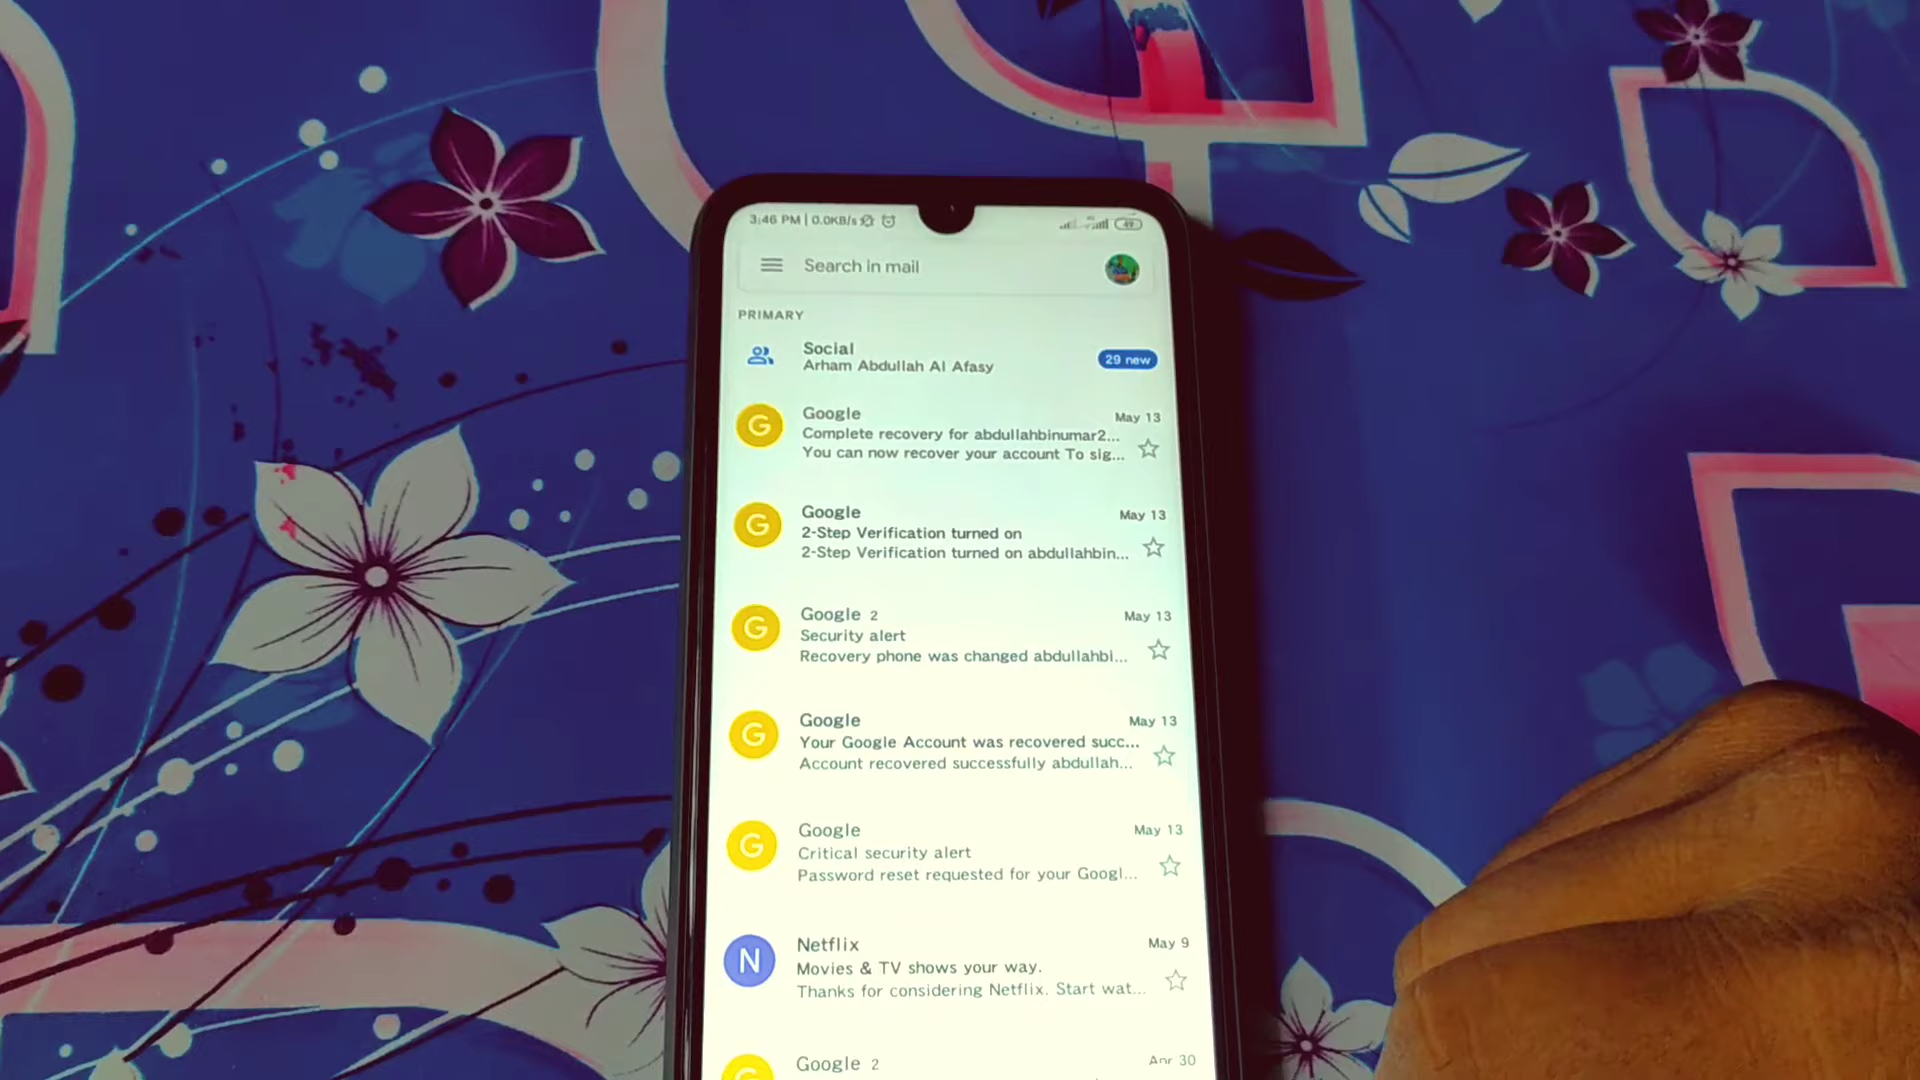 3:46 PM | 0.0KB/s
49
Search in mail
PRIMARY
Social
29 new
Arham Abdullah Al Afasy
G
Google
May 13
Complete recovery for abdullahbinumar2...
You can now recover your account To sig...
G
Google
May 13
2-Step Verification turned on
2-Step Verification turned on abdullahbin...
G
Google 2
May 13
Security alert
Recovery phone was changed abdullahbi...
G
Google
May 13
Your Google Account was recovered succ...
Account recovered successfully abdullah...
G
Google
May 13
Critical security alert
Password reset requested for your Googl...
N
Netflix
May 9
Movies & TV shows your way.
Thanks for considering Netflix. Start wat...
G
Google 2
Apr 30